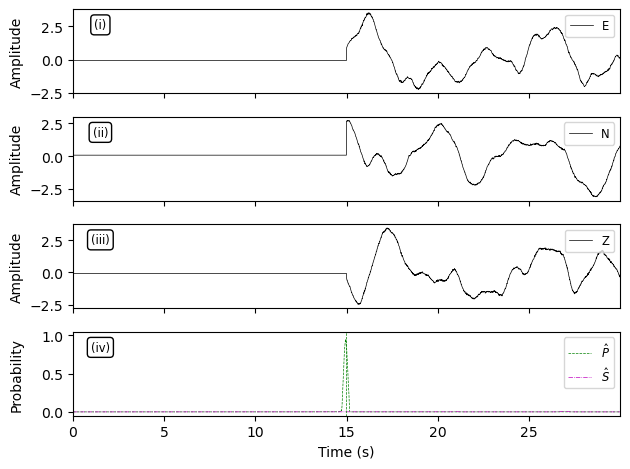 (i)
E
2.5
0.0
−2.5
Amplitude
(ii)
N
2.5
0.0
−2.5
Amplitude
(iii)
Z
2.5
0.0
−2.5
Amplitude
(iv)
P̂
Ŝ
1.0
0.5
0.0
Probability
0 5 10 15 20 25
Time (s)